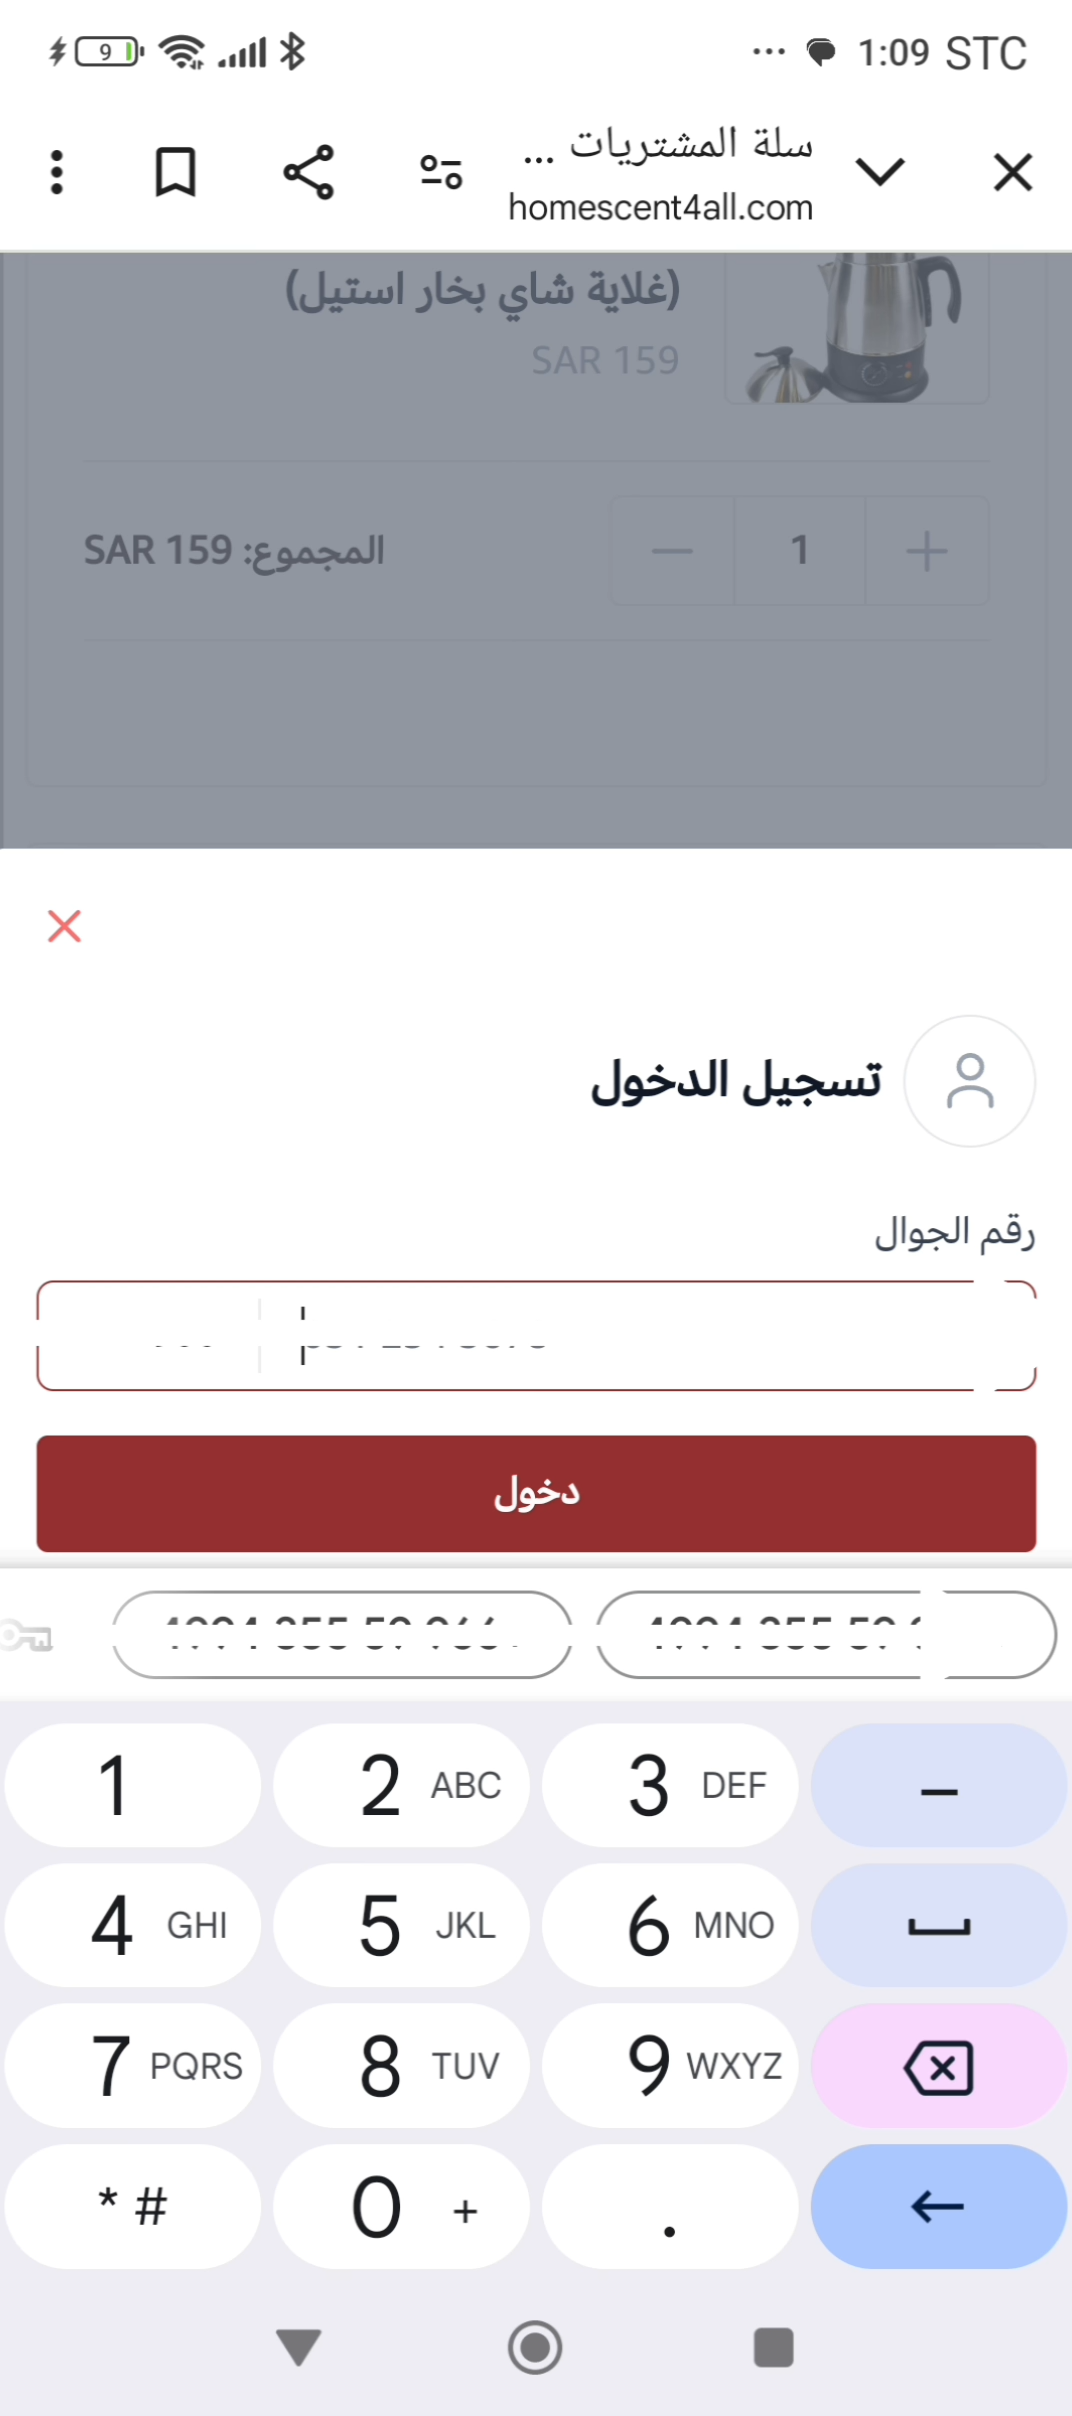 9
... 1:09 STC
سلة المشتريات ...
homescent4all.com
(غلاية شاي بخار استيل)
SAR 159
1
المجموع: SAR 159
تسجيل الدخول
رقم الجوال
دخول
1
2 ABC
3 DEF
–
4 GHI
5 JKL
6 MNO
7 PQRS
8 TUV
9 WXYZ
* #
0 +
.